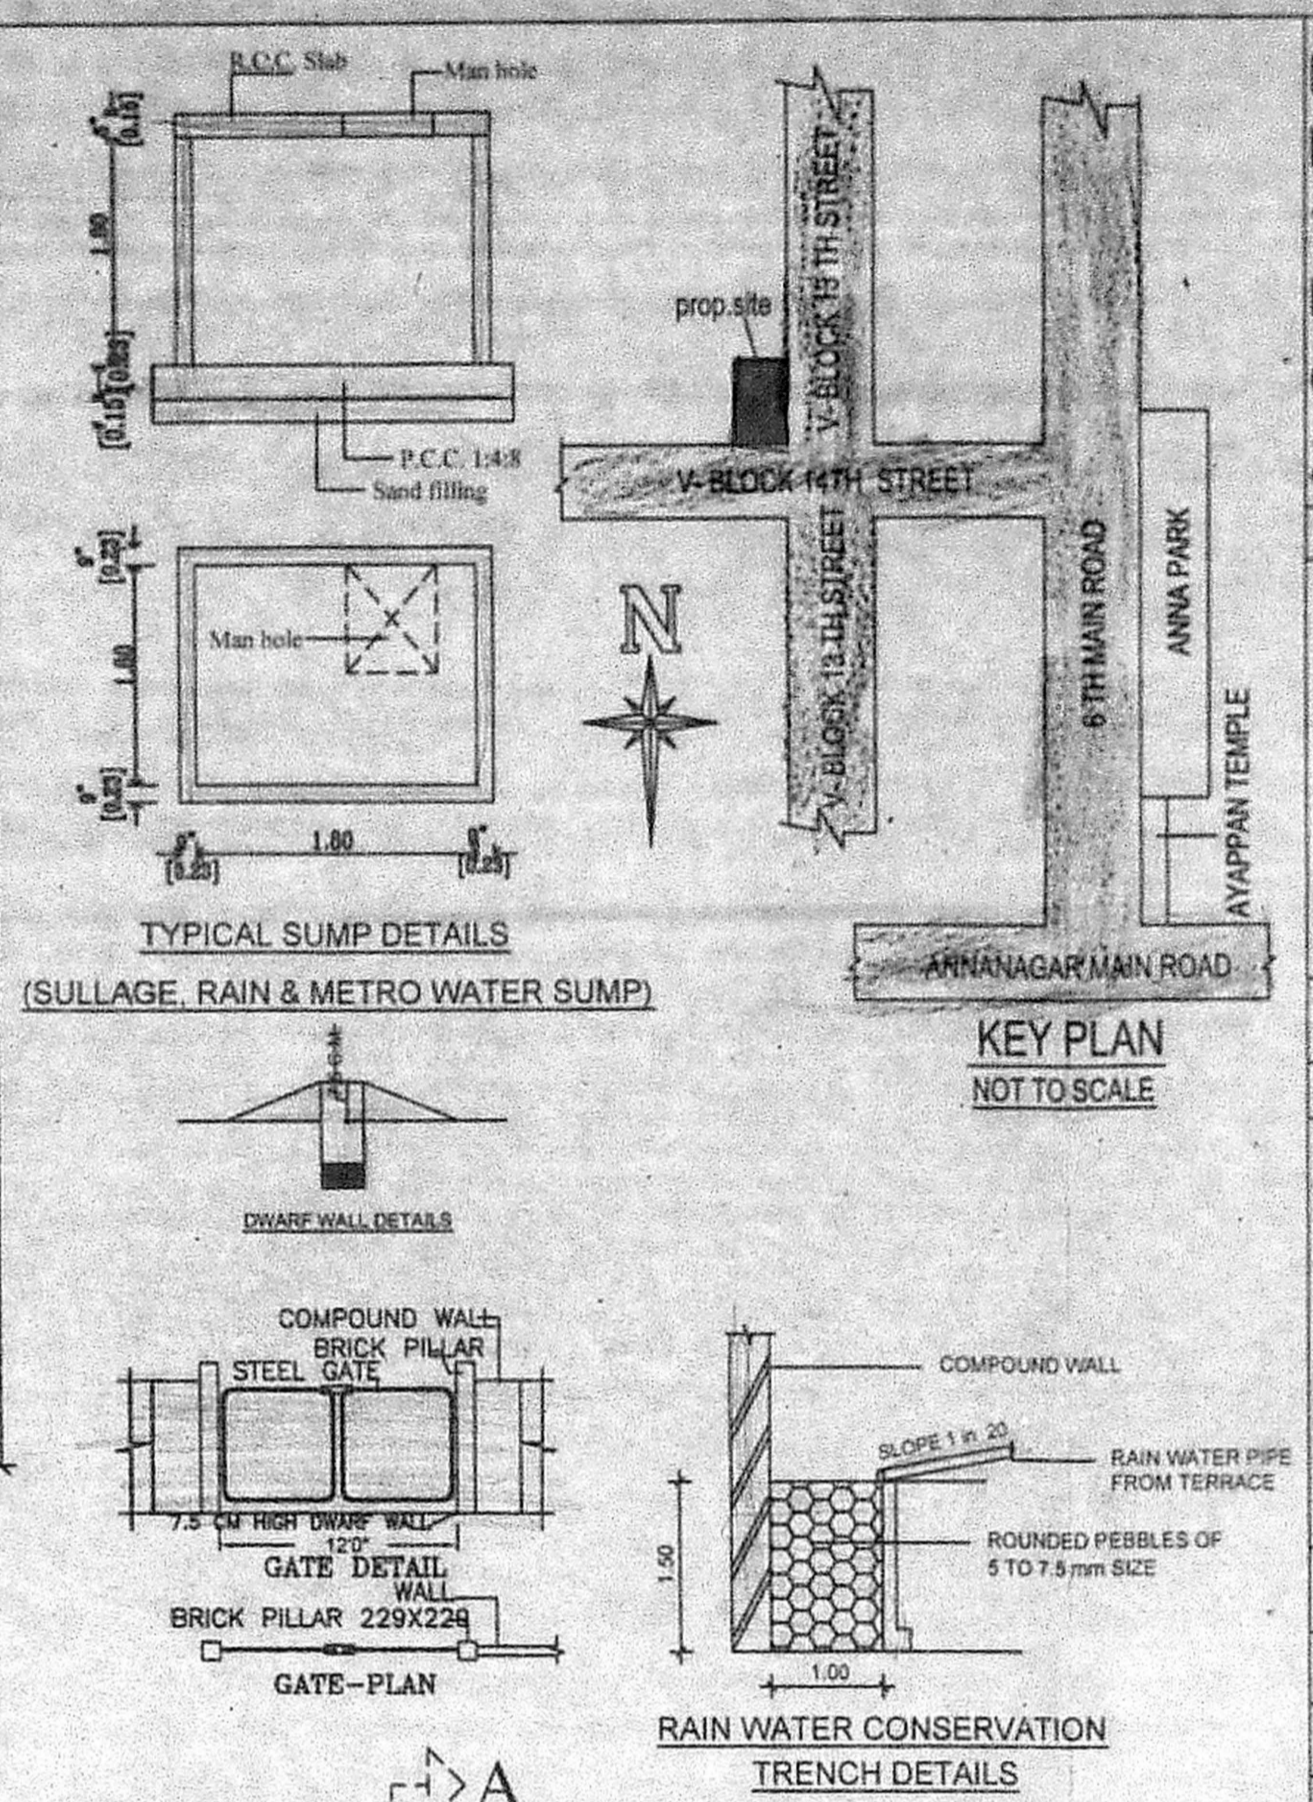 R.C.C. Slab
Man hole
[0.15]
1.80
[0.23]
[0.15]
P.C.C. 1:4:8
Sand filling
9"
[0.23]
Man hole
1.80
9"
[0.23]
9"
[0.23]
1.80
9"
[0.23]
TYPICAL SUMP DETAILS
(SULLAGE, RAIN & METRO WATER SUMP)
prop.site
V-BLOCK 13 TH STREET
V-BLOCK 14TH STREET
V-BLOCK 13 TH STREET
6 TH MAIN ROAD
ANNA PARK
AYAPPAN TEMPLE
N
ANNANAGAR MAIN ROAD
KEY PLAN
NOT TO SCALE
DWARF WALL DETAILS
COMPOUND WALL
BRICK PILLAR
STEEL GATE
7.5 CM HIGH DWARF WALL
12'0"
GATE DETAIL
WALL
BRICK PILLAR 229X229
GATE-PLAN
COMPOUND WALL
SLOPE 1 in 20
RAIN WATER PIPE
FROM TERRACE
ROUNDED PEBBLES OF
5 TO 7.5 mm SIZE
1.50
1.00
RAIN WATER CONSERVATION
TRENCH DETAILS
A